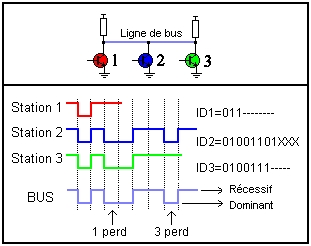 Ligne de bus
1 2 3
Station 1
ID1=011-------
Station 2
ID2=01001101XXX
Station 3
ID3=0100111-----
BUS
Récessif
Dominant
1 perd 3 perd